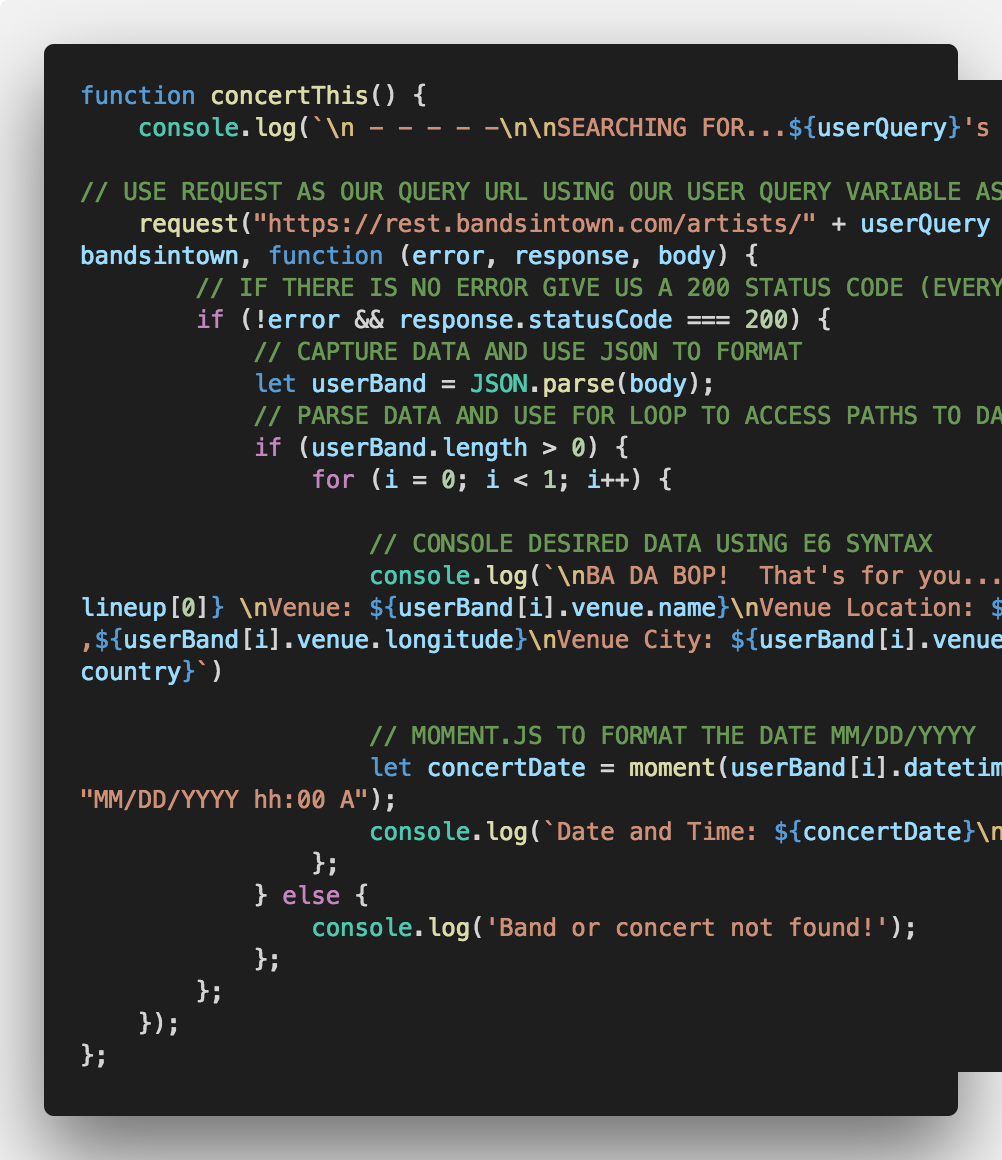 function concertThis() {
    console.log(`\n - - - - -\n\nSEARCHING FOR...${userQuery}'s

// USE REQUEST AS OUR QUERY URL USING OUR USER QUERY VARIABLE AS
    request("https://rest.bandsintown.com/artists/" + userQuery
bandsintown, function (error, response, body) {
        // IF THERE IS NO ERROR GIVE US A 200 STATUS CODE (EVERY
        if (!error && response.statusCode === 200) {
            // CAPTURE DATA AND USE JSON TO FORMAT
            let userBand = JSON.parse(body);
            // PARSE DATA AND USE FOR LOOP TO ACCESS PATHS TO DA
            if (userBand.length > 0) {
                for (i = 0; i < 1; i++) {

                    // CONSOLE DESIRED DATA USING E6 SYNTAX
                    console.log(`\nBA DA BOP!  That's for you...
lineup[0]} \nVenue: ${userBand[i].venue.name}\nVenue Location: $
,${userBand[i].venue.longitude}\nVenue City: ${userBand[i].venue
country}`)

                    // MOMENT.JS TO FORMAT THE DATE MM/DD/YYYY
                    let concertDate = moment(userBand[i].datetim
"MM/DD/YYYY hh:00 A");
                    console.log(`Date and Time: ${concertDate}\n
                };
            } else {
                console.log('Band or concert not found!');
            };
        };
    });
};